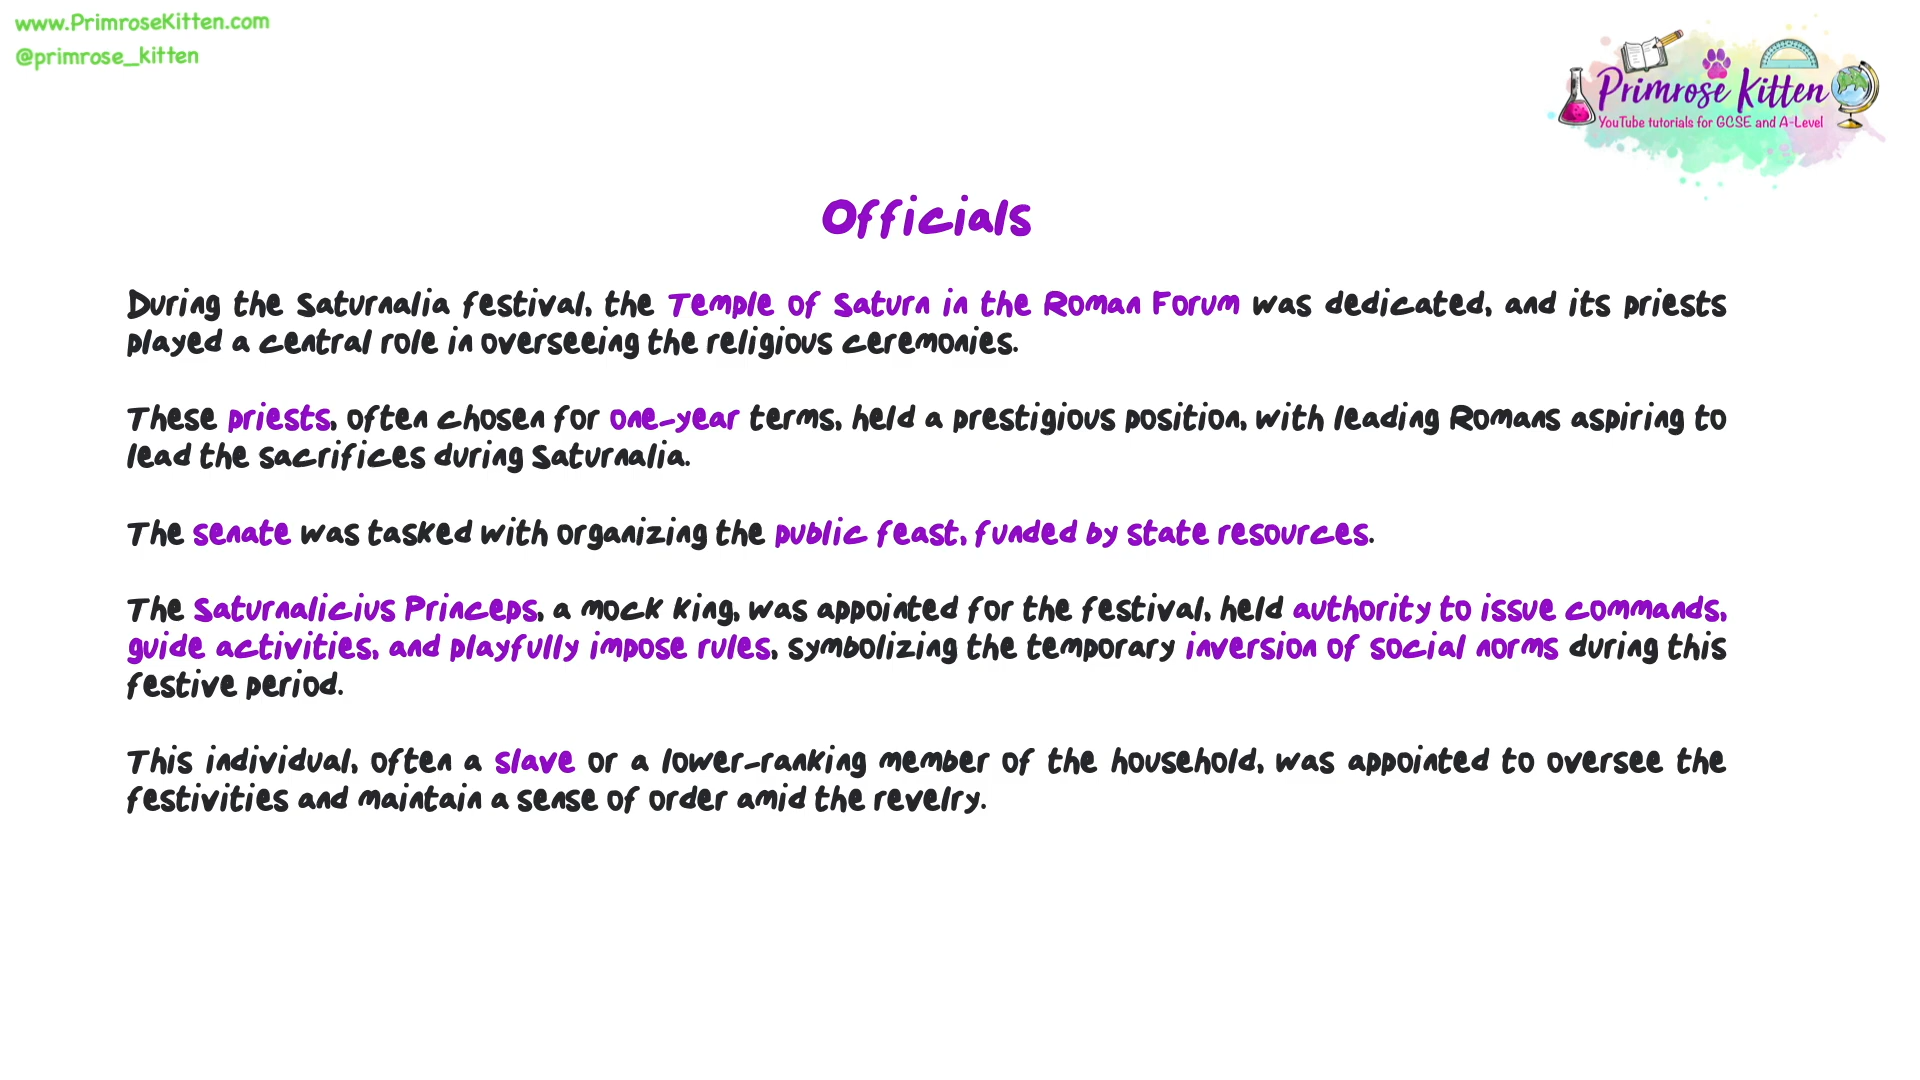 www.PrimroseKitten.com
@primrose_kitten
Primrose Kitten
YouTube tutorials for GCSE and A-Level
Officials
During the Saturnalia festival, the Temple of Saturn in the Roman Forum was dedicated, and its priests
played a central role in overseeing the religious ceremonies.
These priests, often chosen for one-year terms, held a prestigious position, with leading Romans aspiring to
lead the sacrifices during Saturnalia.
The senate was tasked with organizing the public feast, funded by state resources.
The Saturnalicius Princeps, a mock king, was appointed for the festival, held authority to issue commands,
guide activities, and playfully impose rules, symbolizing the temporary inversion of social norms during this
festive period.
This individual, often a slave or a lower-ranking member of the household, was appointed to oversee the
festivities and maintain a sense of order amid the revelry.